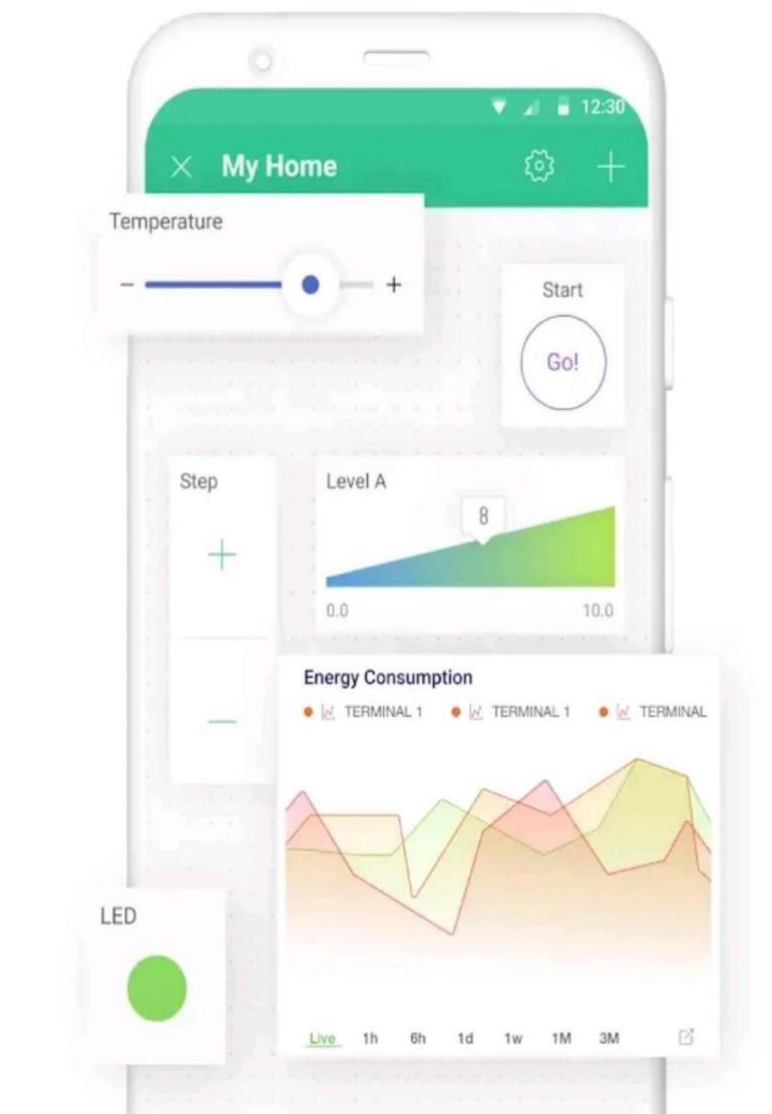 12:30
My Home
Temperature
− +
Start
Go!
Step
+
−
Level A
8
0.0 10.0
Energy Consumption
TERMINAL 1 TERMINAL 1 TERMINAL
LED
Live 1h 6h 1d 1w 1M 3M